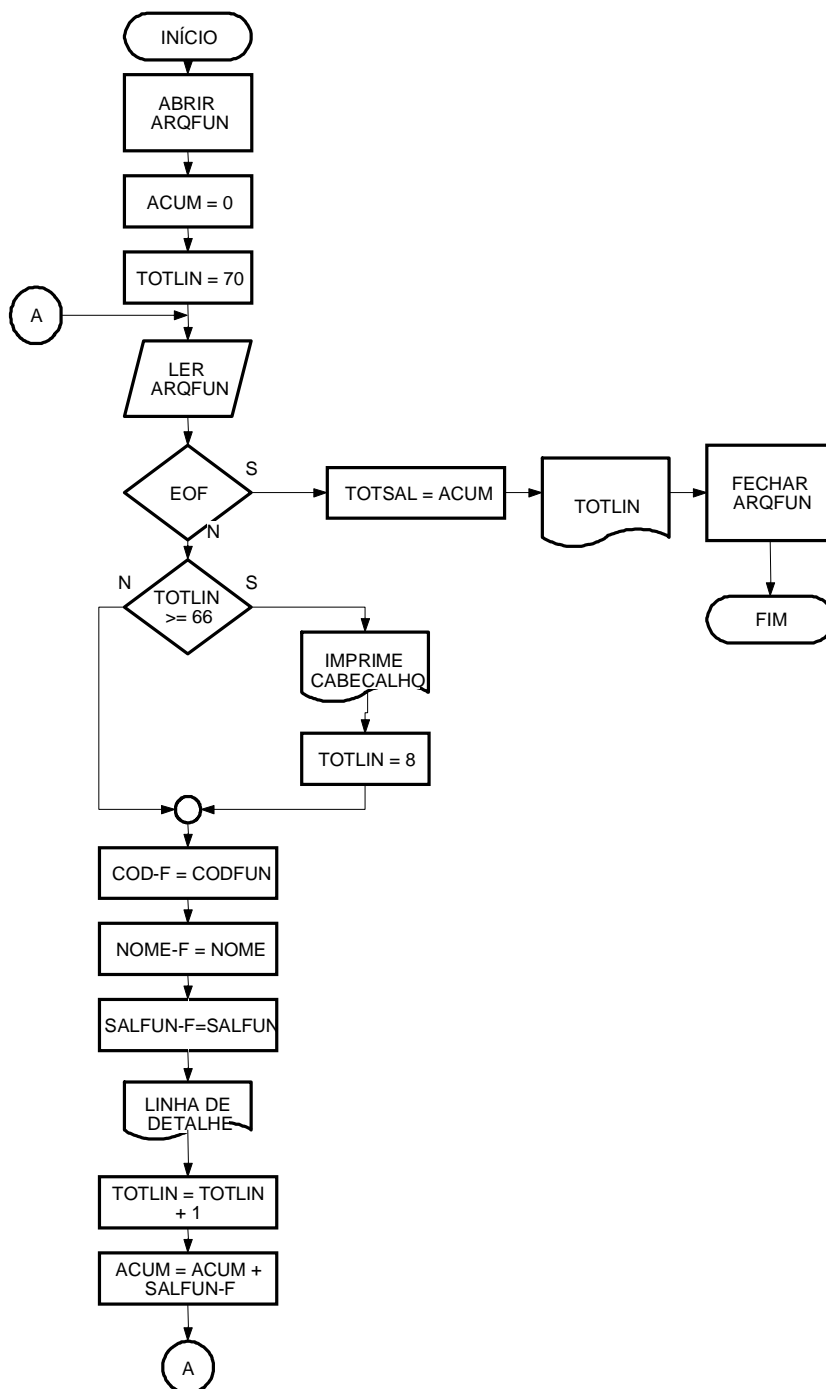 INÍCIO
ABRIR
ARQFUN
ACUM = 0
TOTLIN = 70
A
LER
ARQFUN
EOF
S
N
TOTSAL = ACUM
TOTLIN
FECHAR
ARQFUN
FIM
N
TOTLIN
>= 66
S
IMPRIME
CABECALHO
TOTLIN = 8
COD-F = CODFUN
NOME-F = NOME
SALFUN-F=SALFUN
LINHA DE
DETALHE
TOTLIN = TOTLIN
+ 1
ACUM = ACUM +
SALFUN-F
A